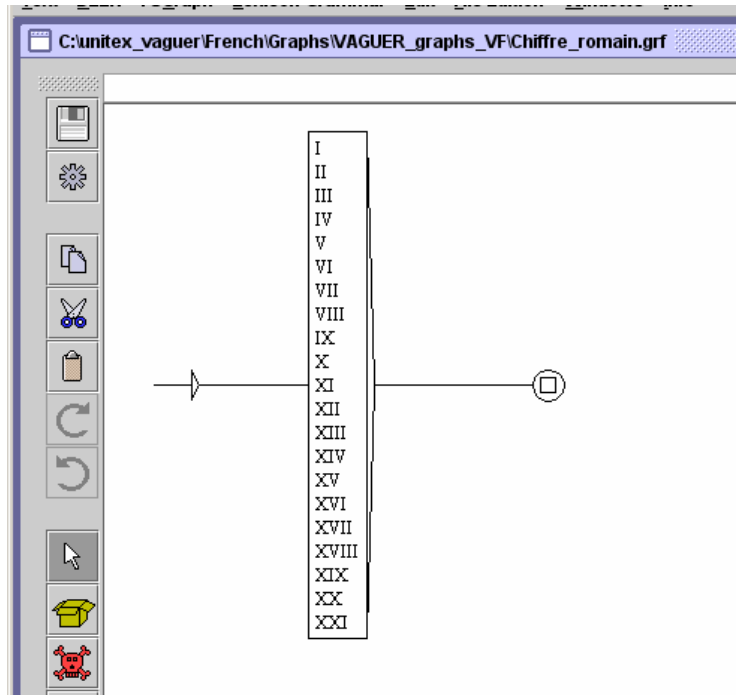 C:\unitex_vaguer\French\Graphs\VAGUER_graphs_VF\Chiffre_romain.grf
I
II
III
IV
V
VI
VII
VIII
IX
X
XI
XII
XIII
XIV
XV
XVI
XVII
XVIII
XIX
XX
XXI